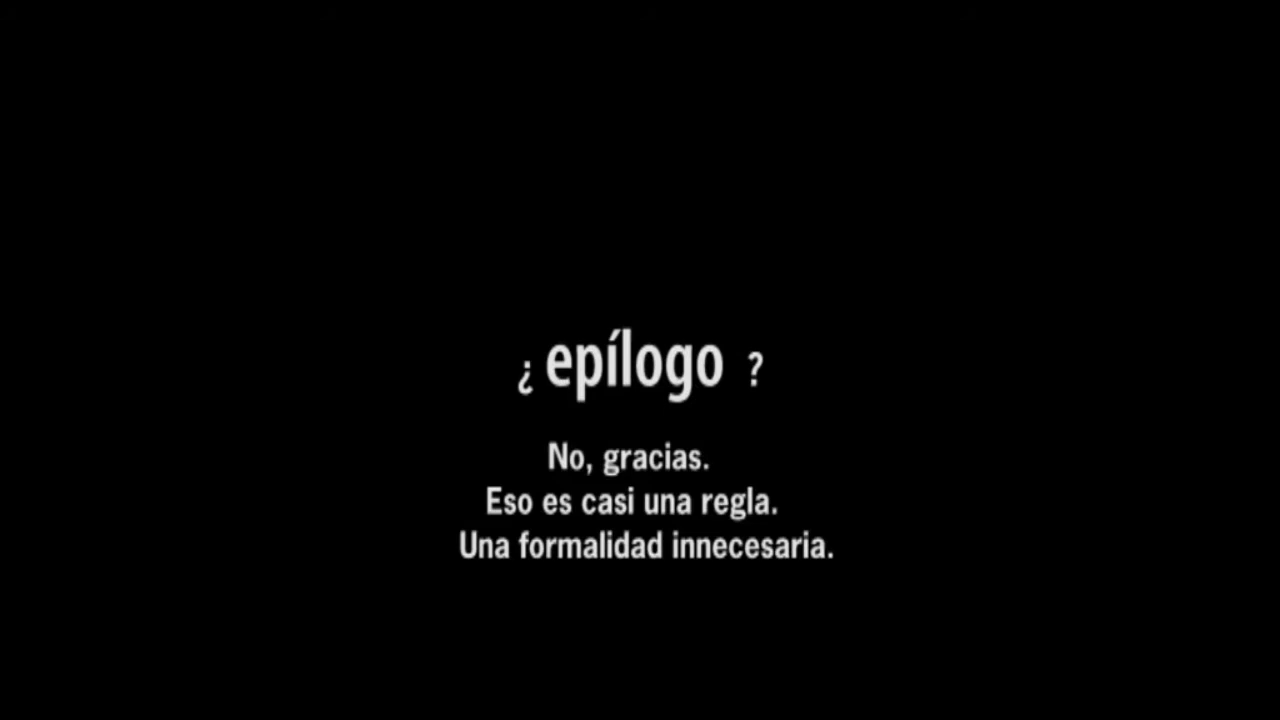 ¿ epílogo ?
No, gracias.
Eso es casi una regla.
Una formalidad innecesaria.